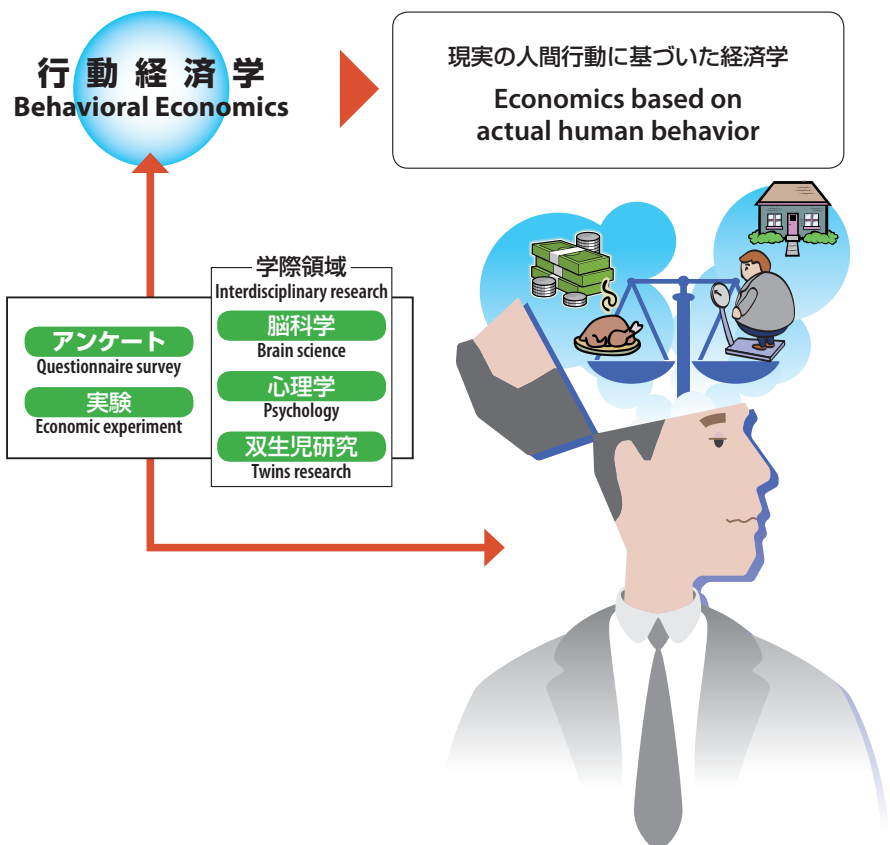 行動経済学
Behavioral Economics
現実の人間行動に基づいた経済学
Economics based on
actual human behavior
学際領域
Interdisciplinary research
アンケート
Questionnaire survey
実験
Economic experiment
脳科学
Brain science
心理学
Psychology
双生児研究
Twins research